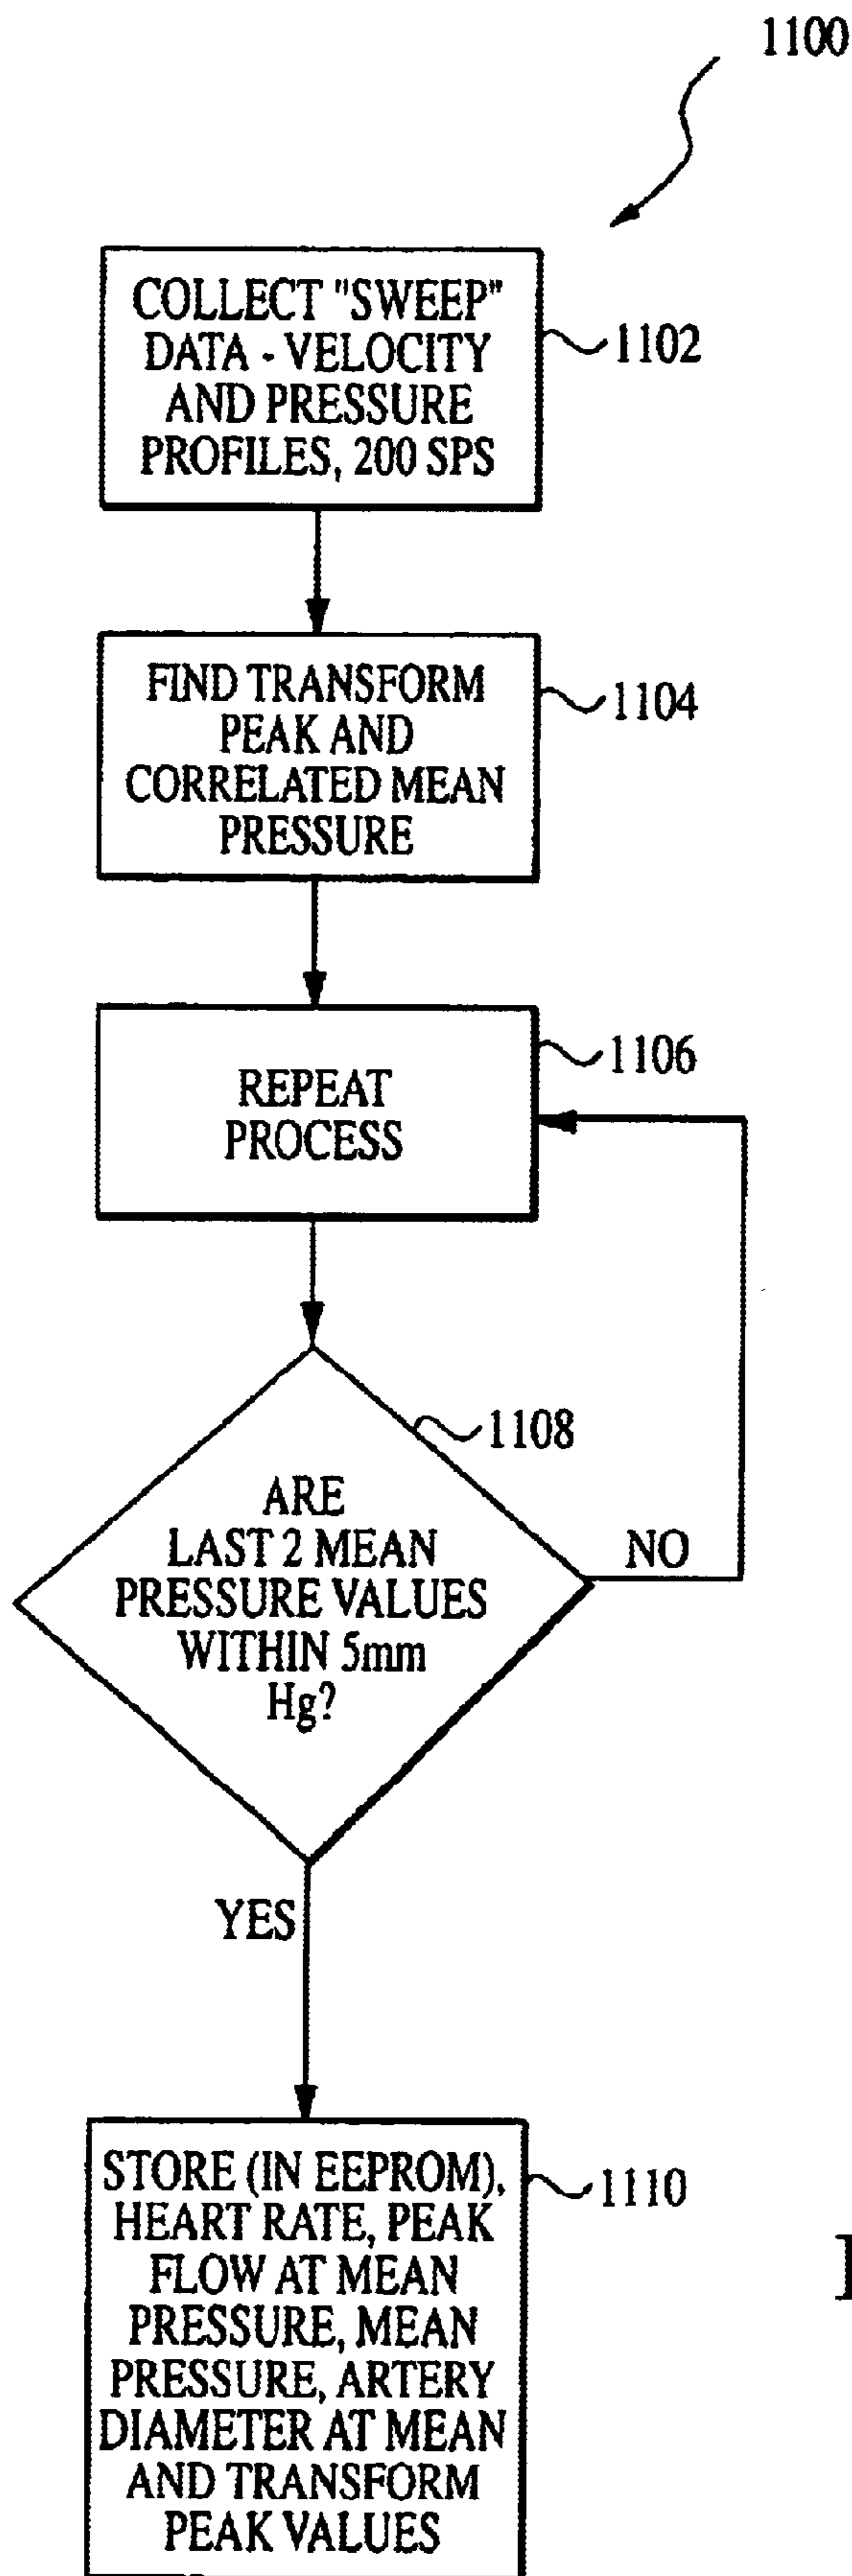 1100
COLLECT "SWEEP"
DATA - VELOCITY
AND PRESSURE
PROFILES, 200 SPS
1102
FIND TRANSFORM
PEAK AND
CORRELATED MEAN
PRESSURE
1104
REPEAT
PROCESS
1106
1108
ARE
LAST 2 MEAN
PRESSURE VALUES
WITHIN 5mm
Hg?
NO
YES
STORE (IN EEPROM),
HEART RATE, PEAK
FLOW AT MEAN
PRESSURE, MEAN
PRESSURE, ARTERY
DIAMETER AT MEAN
AND TRANSFORM
PEAK VALUES
1110